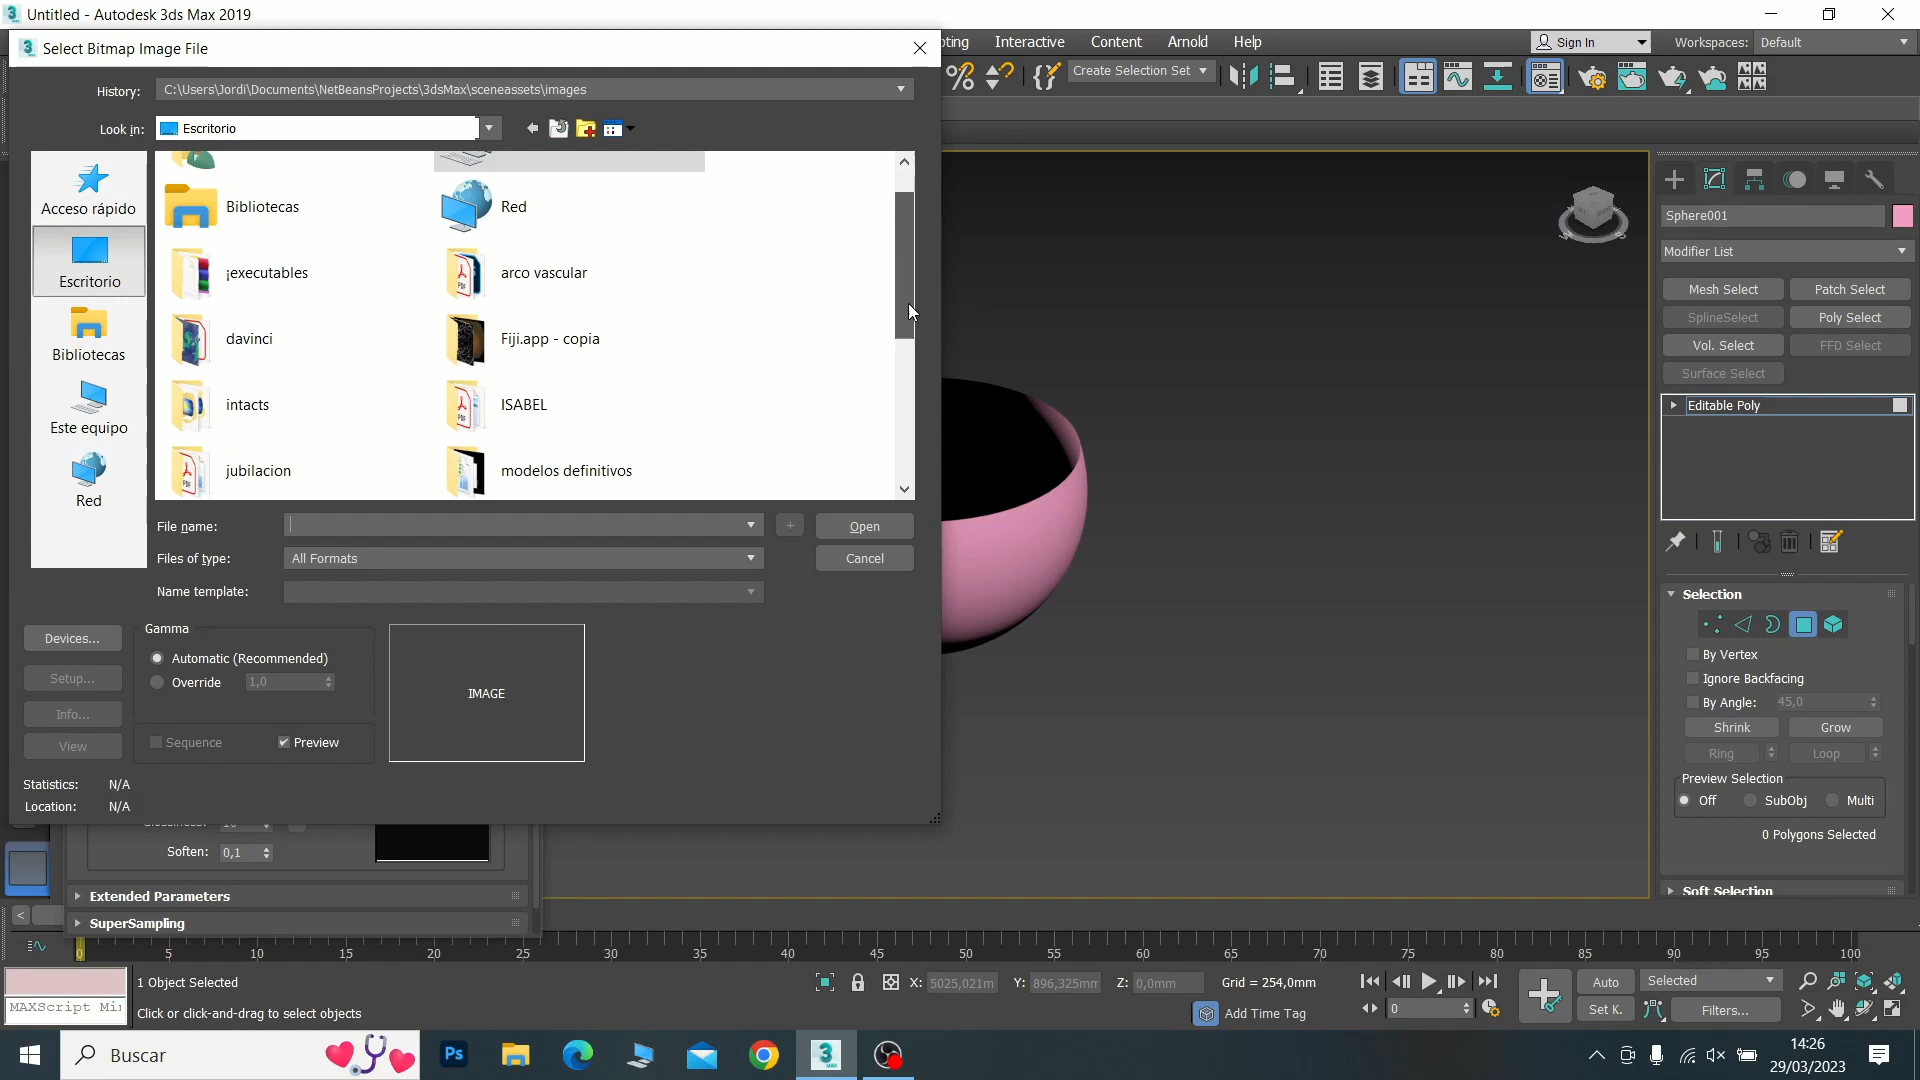 Untitled - Autodesk 3ds Max 2019
Select Bitmap Image File
pting Interactive Content Arnold Help
Sign In
Workspaces: Default
History: C:\Users\Jordi\Documents\NetBeansProjects\3dsMax\sceneassets\images
Create Selection Set
Look in: Escritorio
Acceso rápido
Escritorio
Bibliotecas
Este equipo
Red
Bibliotecas
Red
¡executables
arco vascular
davinci
Fiji.app - copia
intacts
ISABEL
jubilacion
modelos definitivos
File name:
Open
Files of type: All Formats
Cancel
Name template:
Devices...
Setup...
Info...
View
Gamma
Automatic (Recommended)
Override 1,0
Sequence
Preview
IMAGE
Statistics: N/A
Location: N/A
Soften: 0,1
Extended Parameters
SuperSampling
Sphere001
Modifier List
Mesh Select
Patch Select
SplineSelect
Poly Select
Vol. Select
FFD Select
Surface Select
Editable Poly
Selection
By Vertex
Ignore Backfacing
By Angle: 45,0
Shrink
Grow
Ring
Loop
Preview Selection
Off
SubObj
Multi
0 Polygons Selected
Soft Selection
0 5 10 15 20 25 30 35 40 45 50 55 60 65 70 75 80 85 90 95 100
1 Object Selected
X: 5025,021m Y: 896,325mm Z: 0,0mm Grid = 254,0mm
Auto
Selected
MAXScript Mi
Click or click-and-drag to select objects
Add Time Tag
0
Set K.
Filters...
Buscar
Ps
3
MAX
14:26
29/03/2023